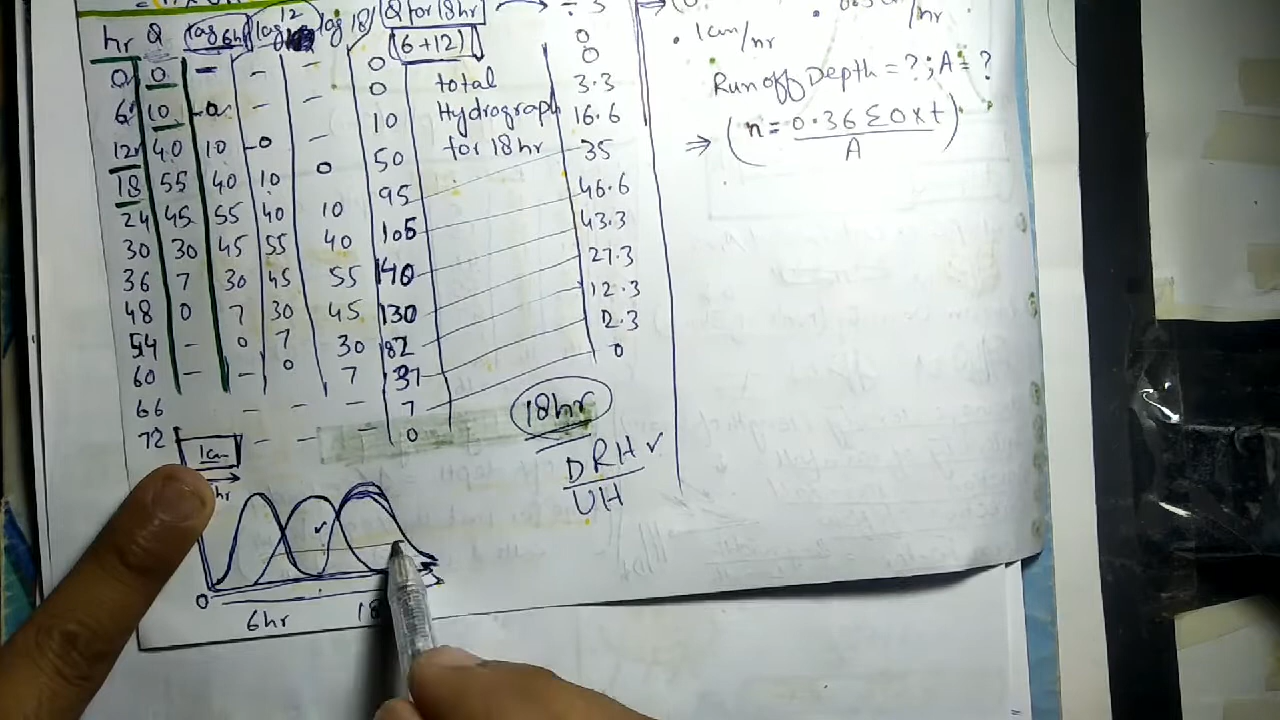 hr Q lag 6hr lag 12 lag 18 Q for 18hr → ÷ 3
(6+12) 0
0 0 - - - 0 0
6 10 0 - - 0 total 3.3
12 40 10 0 - 10 Hydrograph 16.6
18 55 40 10 0 50 for 18hr 35
24 45 55 40 10 95 46.6
30 30 45 55 40 105 43.3
36 7 30 45 55 140 27.3
48 0 7 30 45 130 12.3
54 - 0 7 30 82 2.3
60 - - 0 7 37 0
66 - - - 7
72 - - - 0
18hr
DRH ✓
UH
1cm
hr
0
6hr 18
• 1cm/hr
/hr
Runoff Depth = ? ; A = ?
⇒ (n = 0.36 Σ O x t)
A